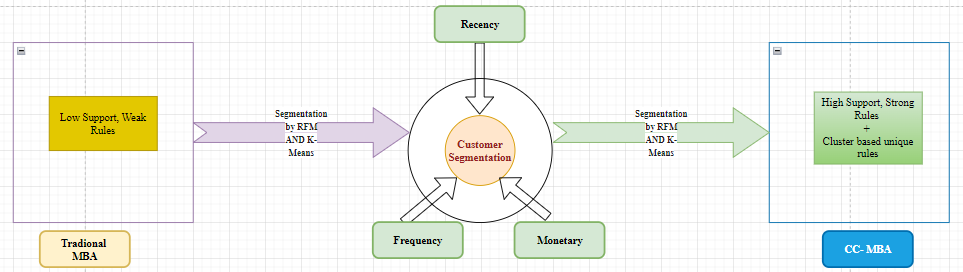 Recency
Low Support, Weak
Rules
Segmentation
by RFM
AND K-
Means
Customer
Segmentation
Segmentation
by RFM
AND K-
Means
High Support, Strong
Rules
+
Cluster based unique
rules
Tradional
MBA
Frequency
Monetary
CC- MBA